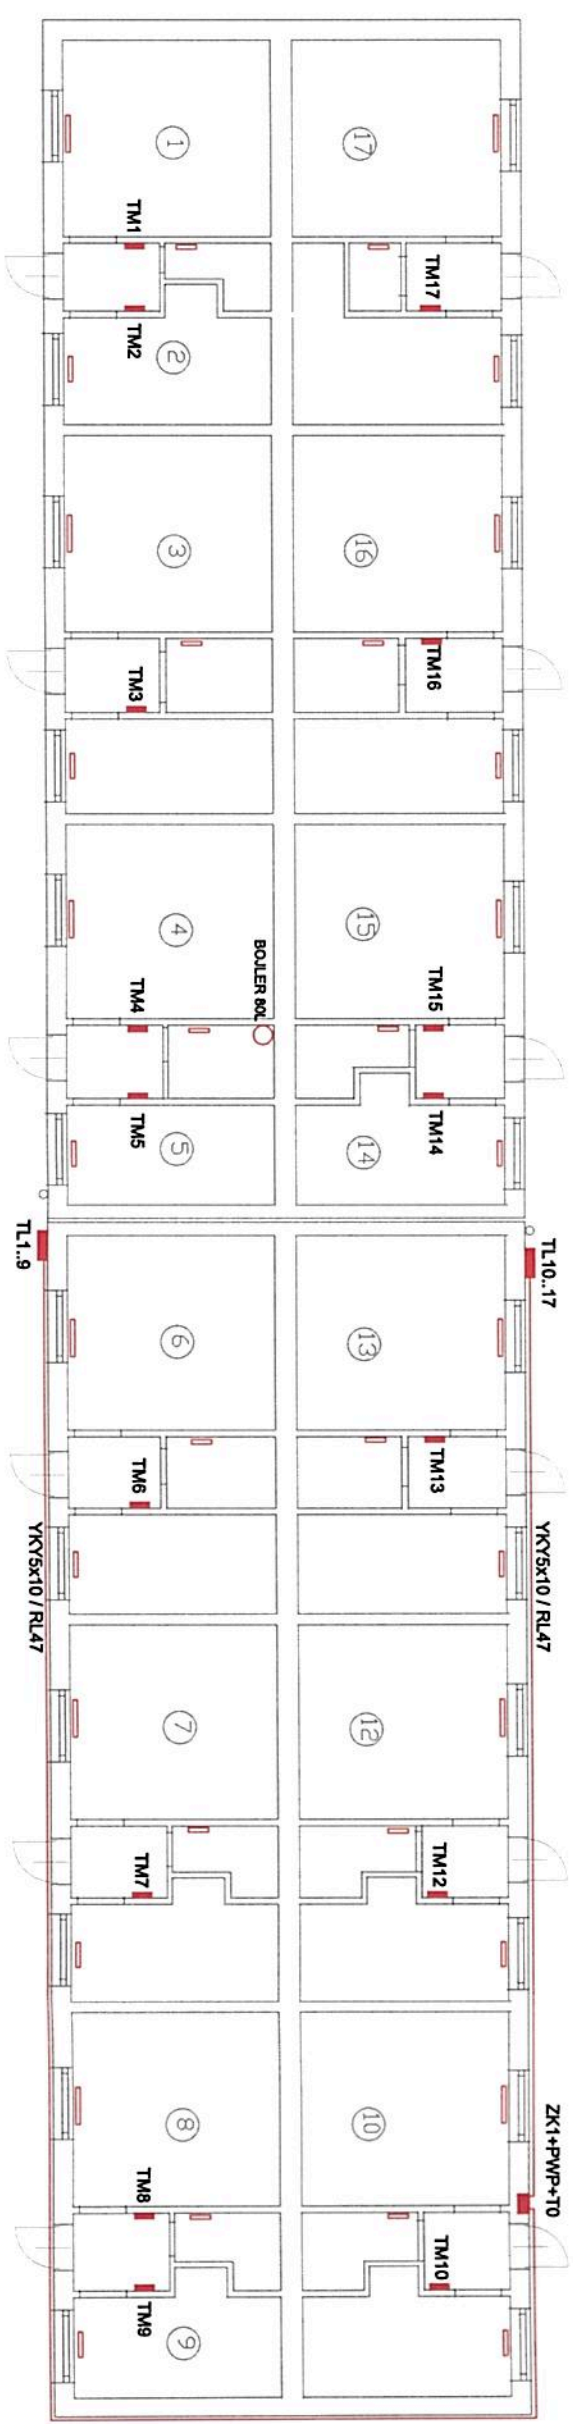 1
17
TM1
TM17
TM2
2
3
16
TM3
TM16
4
15
BOJLER 80L
TM4
TM15
TM5
TM14
5
14
TL1..9
TL10..17
6
13
TM6
TM13
YKY5x10 / RL47
YKY5x10 / RL47
7
12
TM7
TM12
8
10
ZK1+PWP+T0
TM8
TM10
TM9
9